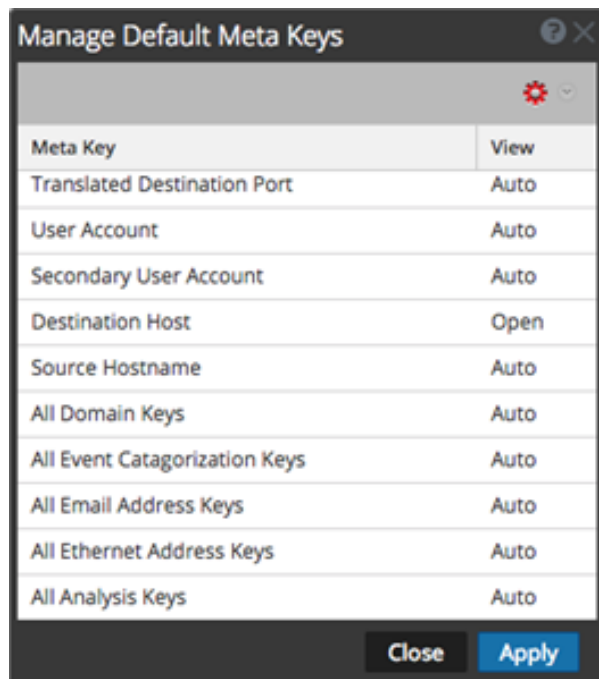 Manage Default Meta Keys
Meta Key View
Translated Destination Port Auto
User Account Auto
Secondary User Account Auto
Destination Host Open
Source Hostname Auto
All Domain Keys Auto
All Event Catagorization Keys Auto
All Email Address Keys Auto
All Ethernet Address Keys Auto
All Analysis Keys Auto
Close Apply